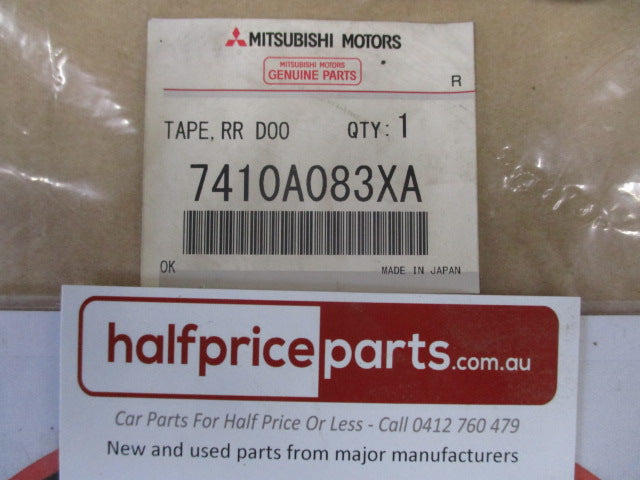 MITSUBISHI MOTORS
MITSUBISHI MOTORS
GENUINE PARTS
R
TAPE, RR DOO QTY: 1
7410A083XA
OK MADE IN JAPAN
halfpriceparts.com.au
Car Parts For Half Price Or Less - Call 0412 760 479
New and used parts from major manufacturers